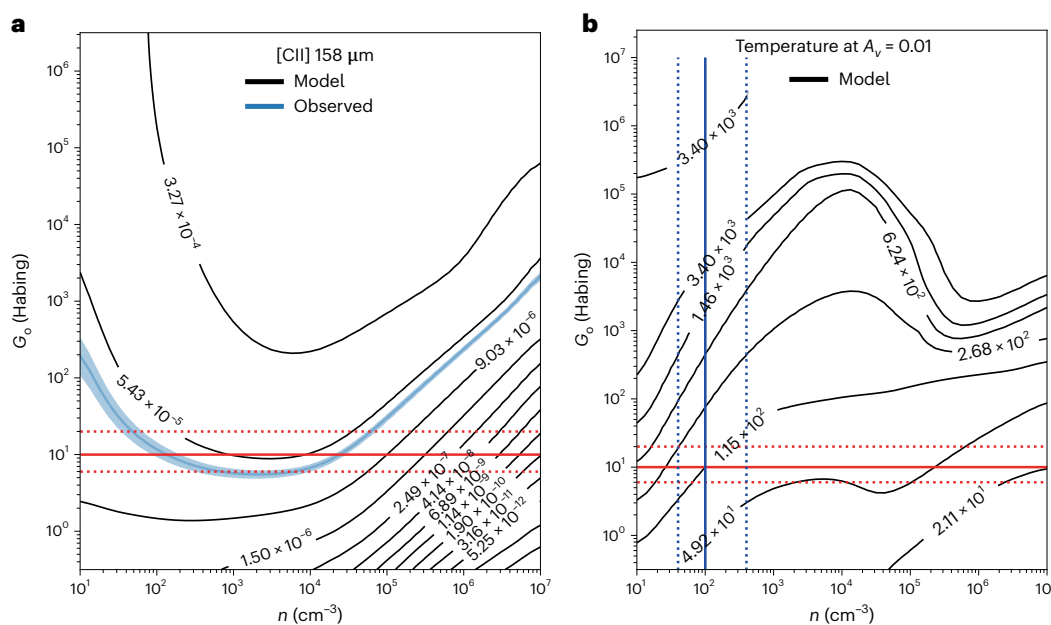 a
[CII] 158 μm
Model
Observed
3.27 × 10⁻⁴
5.43 × 10⁻⁵
9.03 × 10⁻⁶
2.49 × 10⁻⁷
4.14 × 10⁻⁸
6.89 × 10⁻⁹
1.14 × 10⁻⁹
1.90 × 10⁻¹⁰
3.16 × 10⁻¹¹
5.25 × 10⁻¹²
1.50 × 10⁻⁶
10⁶
10⁵
10⁴
10³
10²
10¹
10⁰
Gₒ (Habing)
10¹ 10² 10³ 10⁴ 10⁵ 10⁶ 10⁷
n (cm⁻³)
b
Temperature at Aᵥ = 0.01
Model
3.40 × 10³
3.40 × 10³
1.46 × 10³
6.24 × 10²
2.68 × 10²
1.15 × 10²
4.92 × 10¹
2.11 × 10¹
10⁷
10⁶
10⁵
10⁴
10³
10²
10¹
10⁰
Gₒ (Habing)
10¹ 10² 10³ 10⁴ 10⁵ 10⁶ 10⁷
n (cm⁻³)